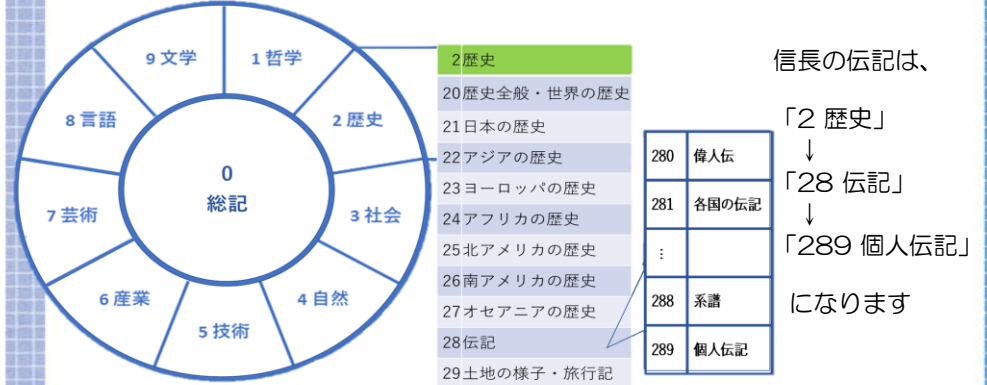 0
総記
1 哲学
2 歴史
3 社会
4 自然
5 技術
6 産業
7 芸術
8 言語
9 文学
2歴史
20歴史全般・世界の歴史
21日本の歴史
22アジアの歴史
23ヨーロッパの歴史
24アフリカの歴史
25北アメリカの歴史
26南アメリカの歴史
27オセアニアの歴史
28伝記
29土地の様子・旅行記
280 偉人伝
281 各国の伝記
⋮
288 系譜
289 個人伝記
信長の伝記は、
「2 歴史」
↓
「28 伝記」
↓
「289 個人伝記」
になります